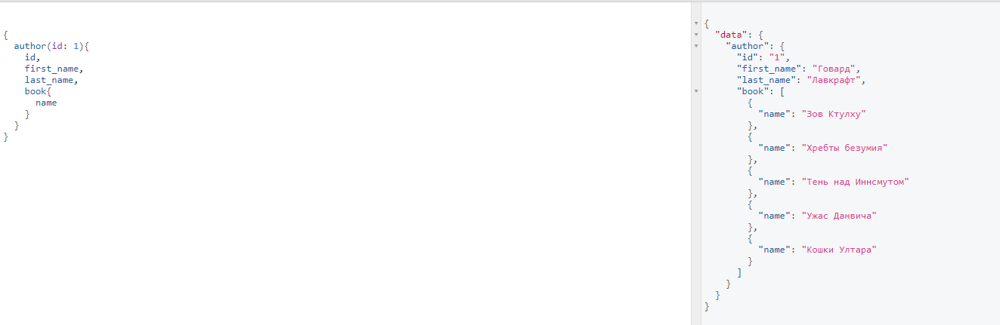 {
  author(id: 1){
    id,
    first_name,
    last_name,
    book{
      name
    }
  }
}
{
  "data": {
    "author": {
      "id": "1",
      "first_name": "Говард",
      "last_name": "Лавкрафт",
      "book": [
        {
          "name": "Зов Ктулху"
        },
        {
          "name": "Хребты безумия"
        },
        {
          "name": "Тень над Иннсмутом"
        },
        {
          "name": "Ужас Данвича"
        },
        {
          "name": "Кошки Ултара"
        }
      ]
    }
  }
}